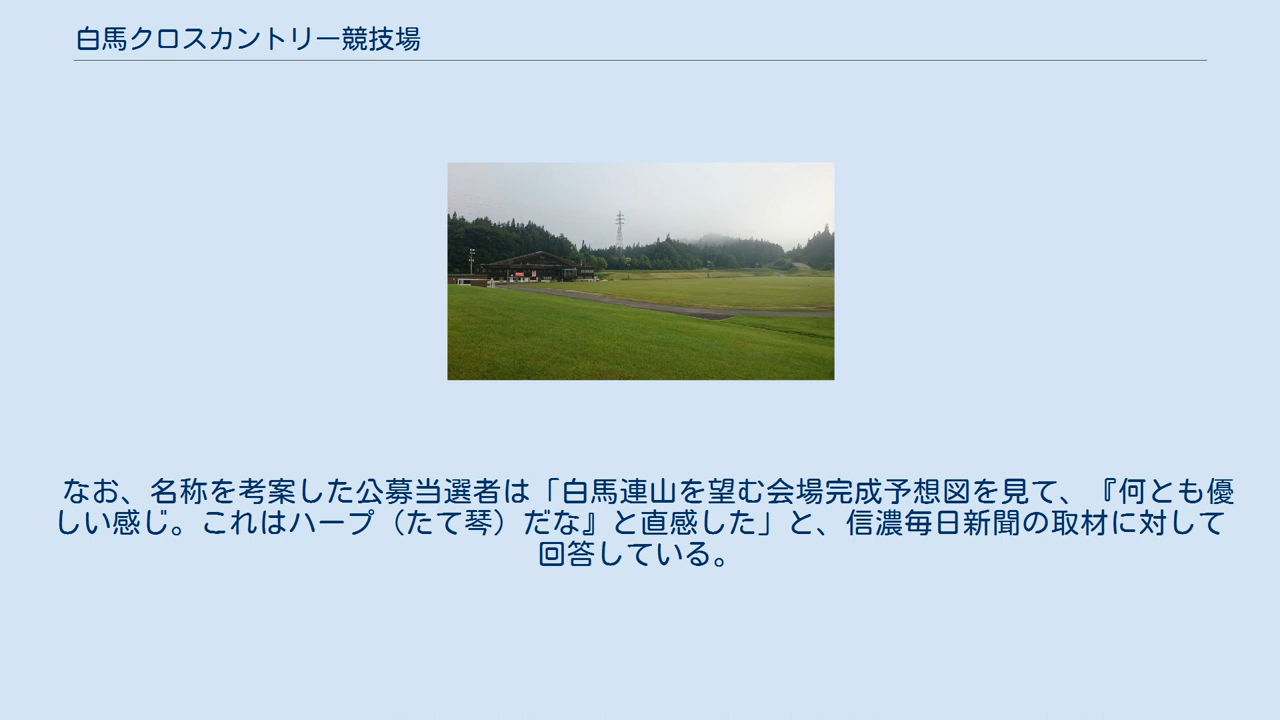 白馬クロスカントリー競技場
なお、名称を考案した公募当選者は「白馬連山を望む会場完成予想図を見て、『何とも優
しい感じ。これはハープ（たて琴）だな』と直感した」と、信濃毎日新聞の取材に対して
回答している。